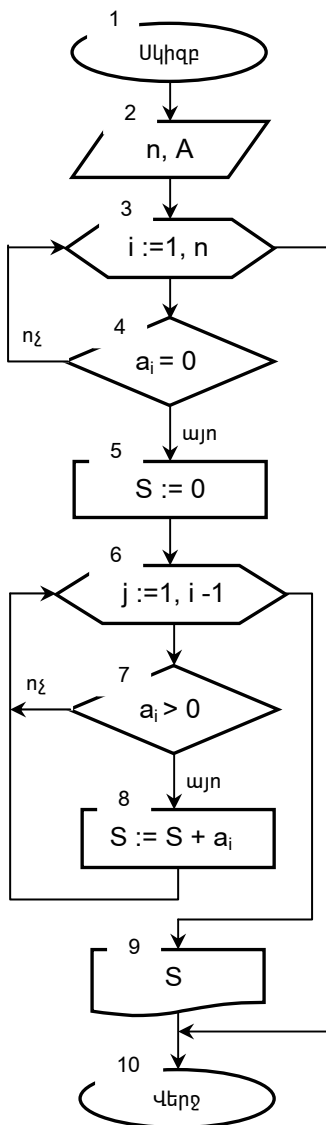 1
Սկիզբ
2
n, A
3
i :=1, n
4
ոչ
aᵢ = 0
այո
5
S := 0
6
j :=1, i -1
7
ոչ
aᵢ > 0
այո
8
S := S + aᵢ
9
S
10
Վերջ